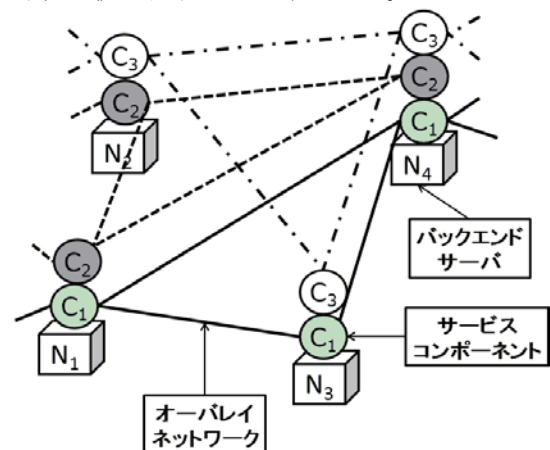 C₃
C₂
N₂
C₃
C₂
C₁
N₄
バックエンド
サーバ
C₂
C₁
N₁
C₃
C₁
N₃
サービス
コンポーネント
オーバレイ
ネットワーク